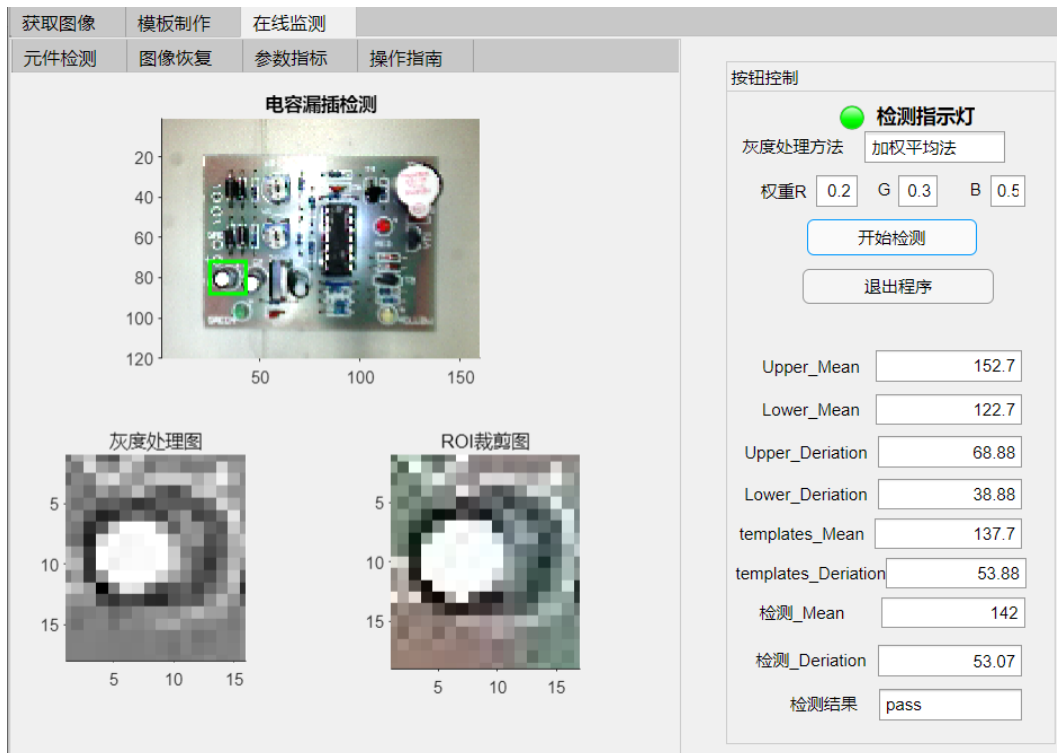 获取图像 模板制作 在线监测
元件检测 图像恢复 参数指标 操作指南
电容漏插检测
20
40
60
80
100
120
50 100 150
灰度处理图
5
10
15
5 10 15
ROI裁剪图
5
10
15
5 10 15
按钮控制
检测指示灯
灰度处理方法 加权平均法
权重R 0.2 G 0.3 B 0.5
开始检测
退出程序
Upper_Mean 152.7
Lower_Mean 122.7
Upper_Deriation 68.88
Lower_Deriation 38.88
templates_Mean 137.7
templates_Deriation 53.88
检测_Mean 142
检测_Deriation 53.07
检测结果 pass